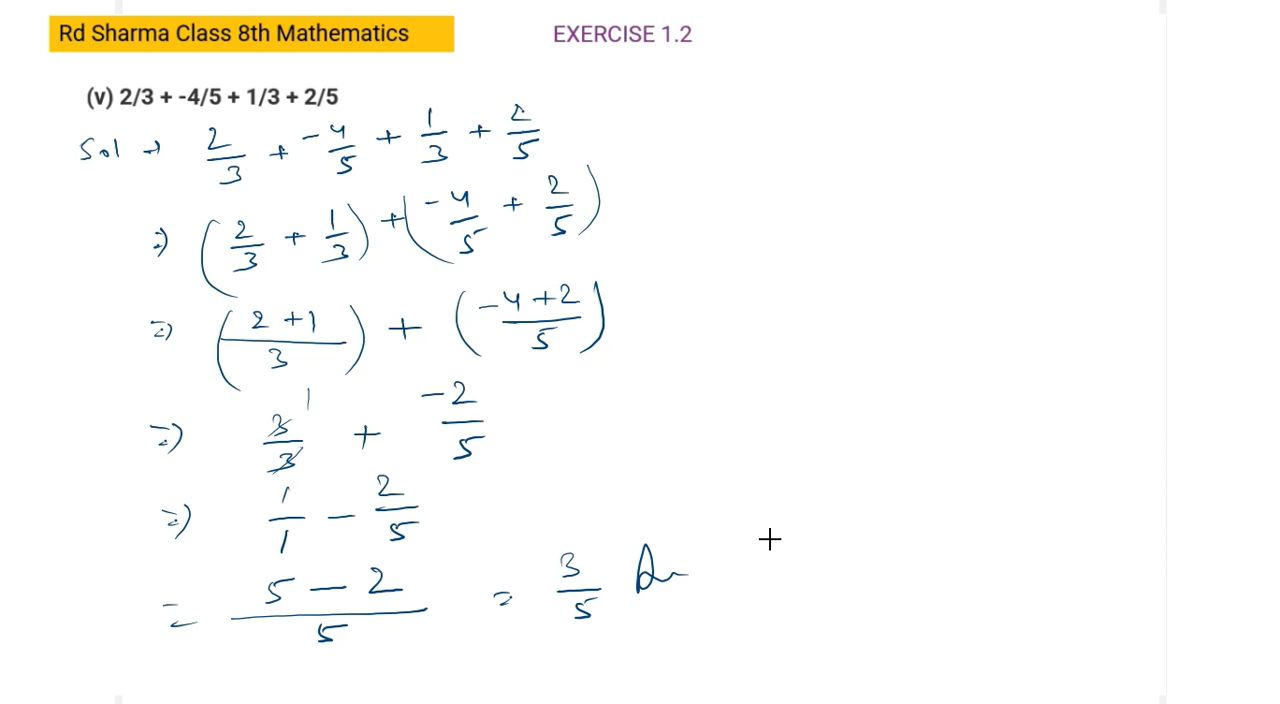 Rd Sharma Class 8th Mathematics EXERCISE 1.2
(v) 2/3 + -4/5 + 1/3 + 2/5
Sol → 2/3 + -4/5 + 1/3 + 2/5
⇒ (2/3 + 1/3) + (-4/5 + 2/5)
⇒ (2+1/3) + (-4+2/5)
⇒ 3/3 1 + -2/5
⇒ 1/1 - 2/5
= 5-2/5 = 3/5 An